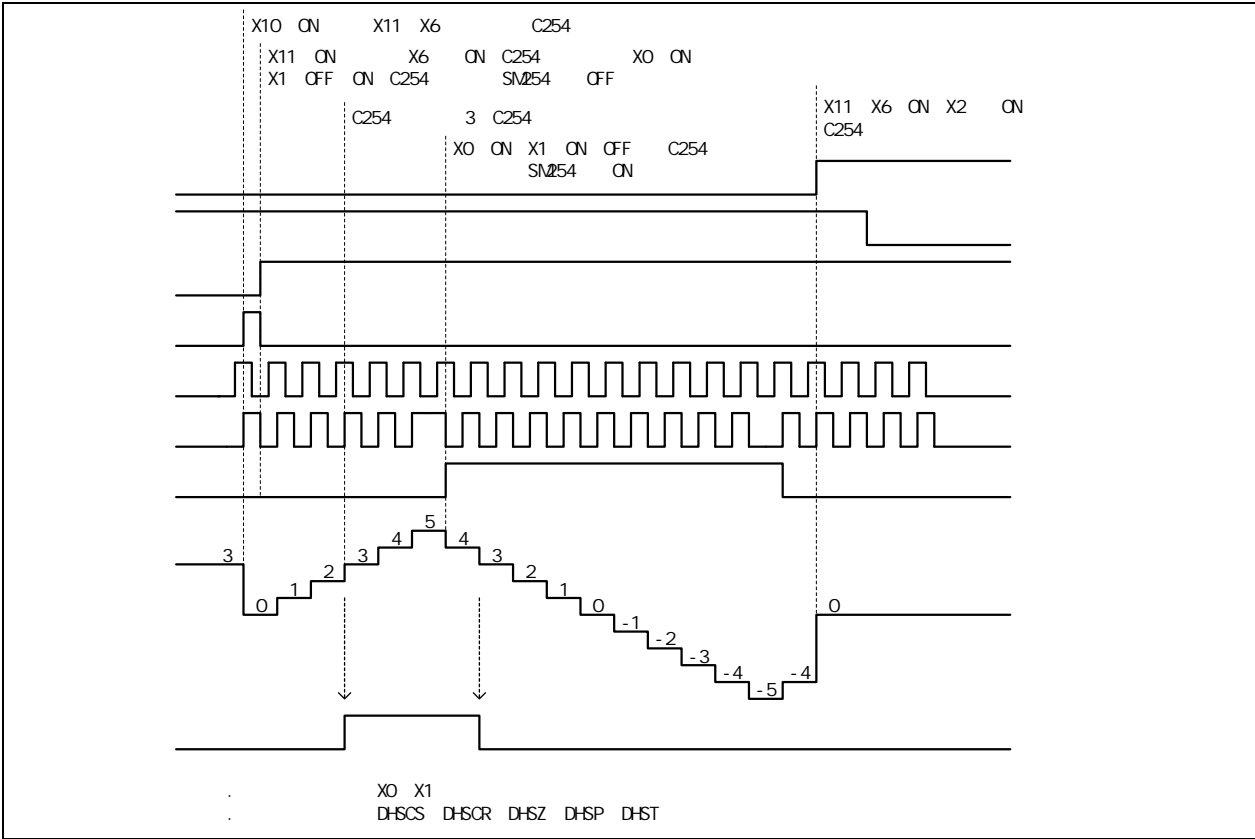 X10 ON X11 X6 C254
X11 ON X6 ON C254 X0 ON
X1 OFF ON C254 SM254 OFF
C254 3 C254
X0 ON X1 ON OFF C254
SM254 ON
X11 X6 ON X2 ON
C254
5
4 4
3 3 3
2 2
1 1
0 0 0
-1
-2
-3
-4 -4
-5
. X0 X1
. DHSCS DHSCR DHSZ DHSP DHST